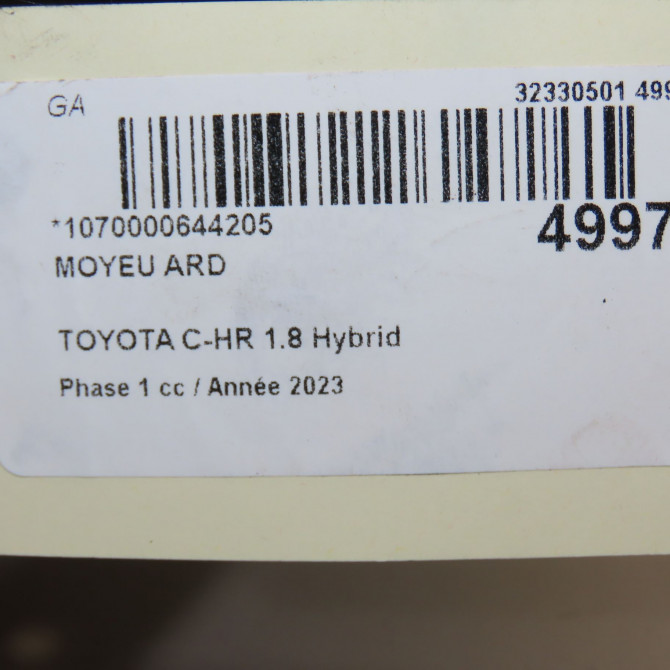 GA
32330501 499
*1070000644205
4997
MOYEU ARD
TOYOTA C-HR 1.8 Hybrid
Phase 1 cc / Année 2023